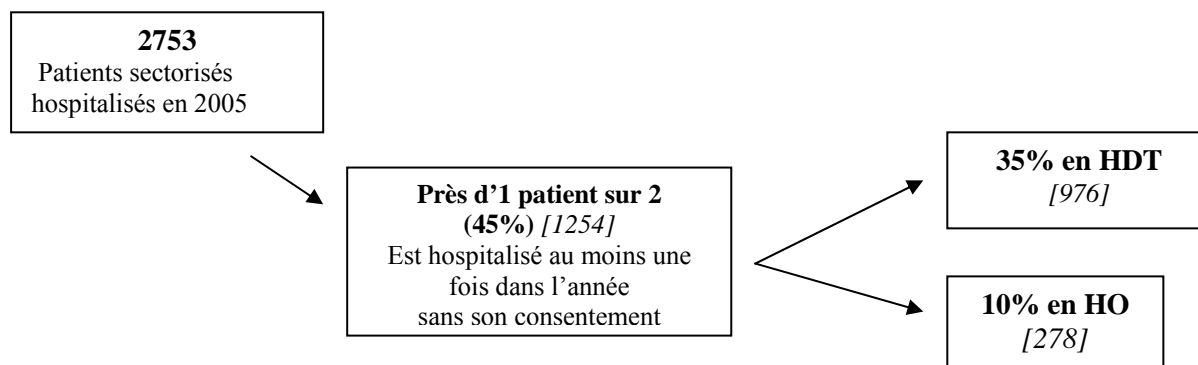 2753
Patients sectorisés
hospitalisés en 2005
Près d’1 patient sur 2
(45%) [1254]
Est hospitalisé au moins une
fois dans l’année
sans son consentement
35% en HDT
[976]
10% en HO
[278]